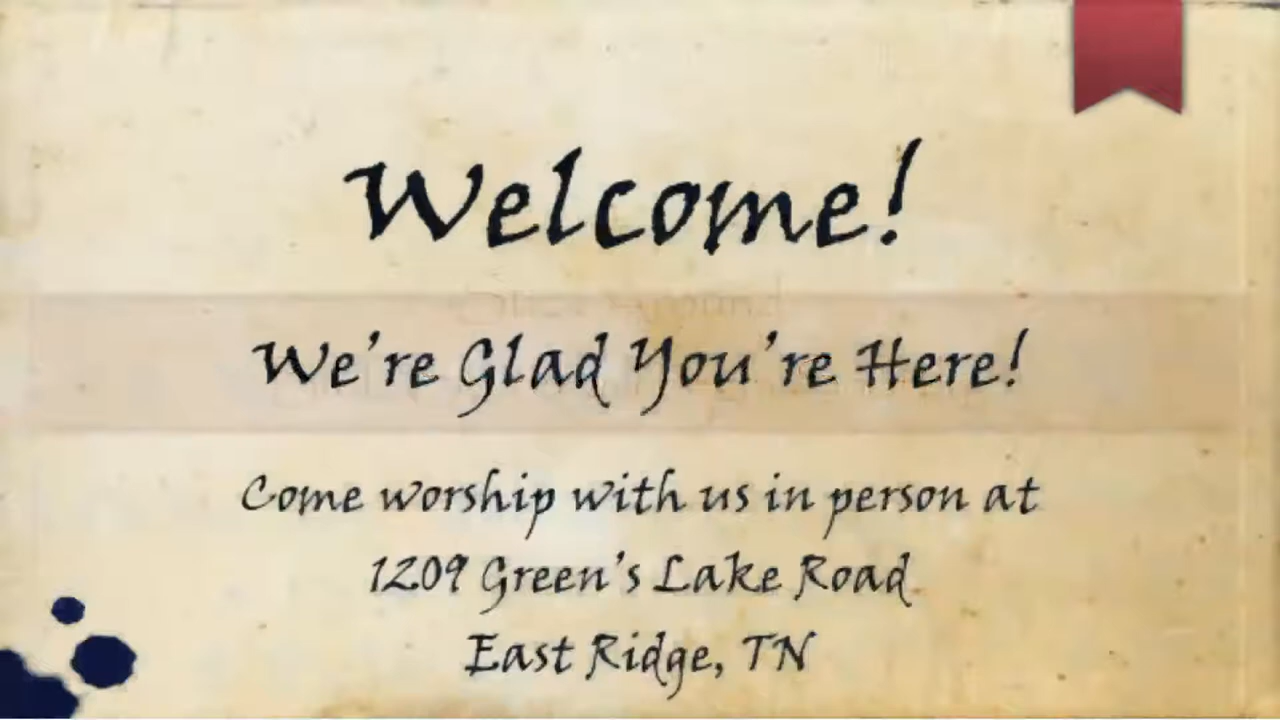 Welcome!
We're Glad You're Here!
Come worship with us in person at
1209 Green's Lake Road
East Ridge, TN